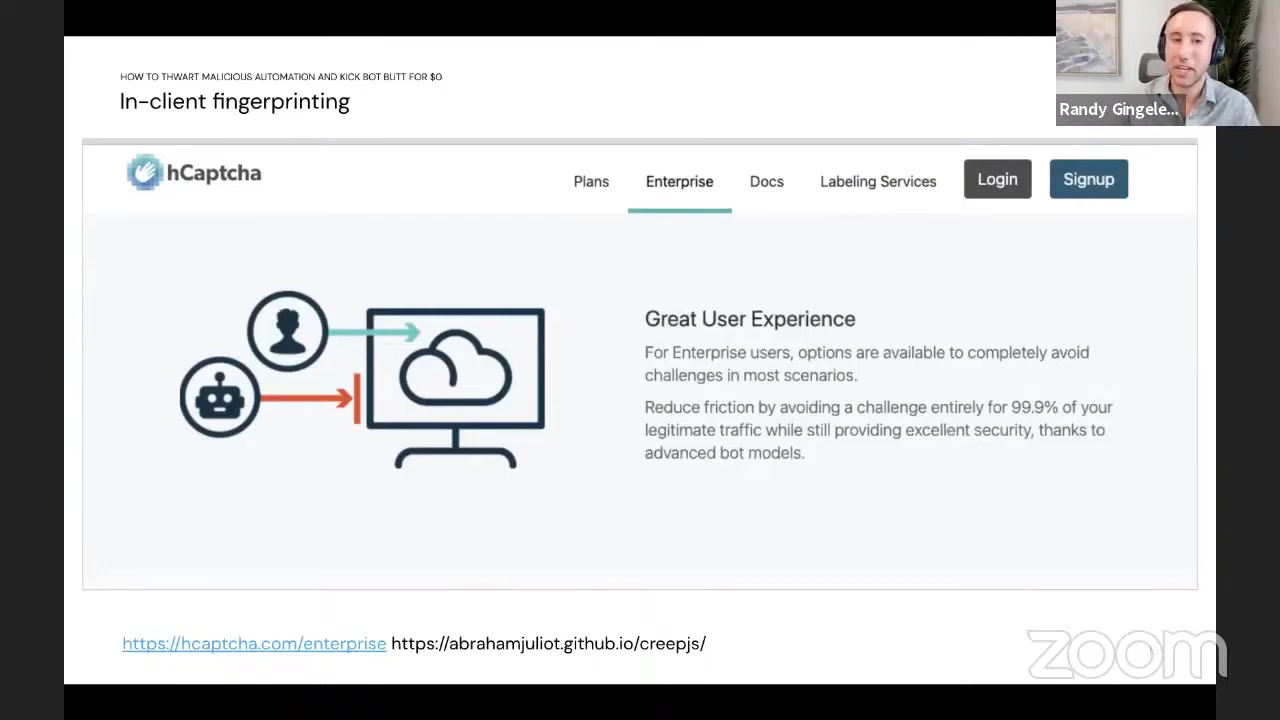 HOW TO THWART MALICIOUS AUTOMATION AND KICK BOT BUTT FOR $0
In-client fingerprinting
Randy Gingele...
hCaptcha
Plans
Enterprise
Docs
Labeling Services
Login
Signup
Great User Experience
For Enterprise users, options are available to completely avoid
challenges in most scenarios.
Reduce friction by avoiding a challenge entirely for 99.9% of your
legitimate traffic while still providing excellent security, thanks to
advanced bot models.
https://hcaptcha.com/enterprise https://abrahamjuliot.github.io/creepjs/
zoom